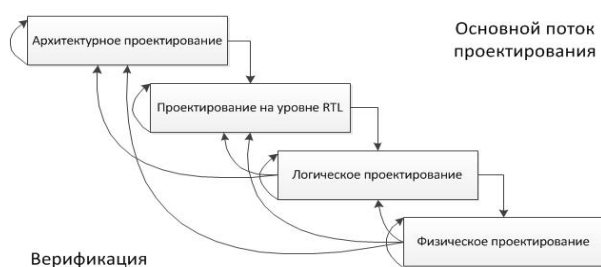 Основной поток
проектирования
Архитектурное проектирование
Проектирование на уровне RTL
Логическое проектирование
Физическое проектирование
Верификация